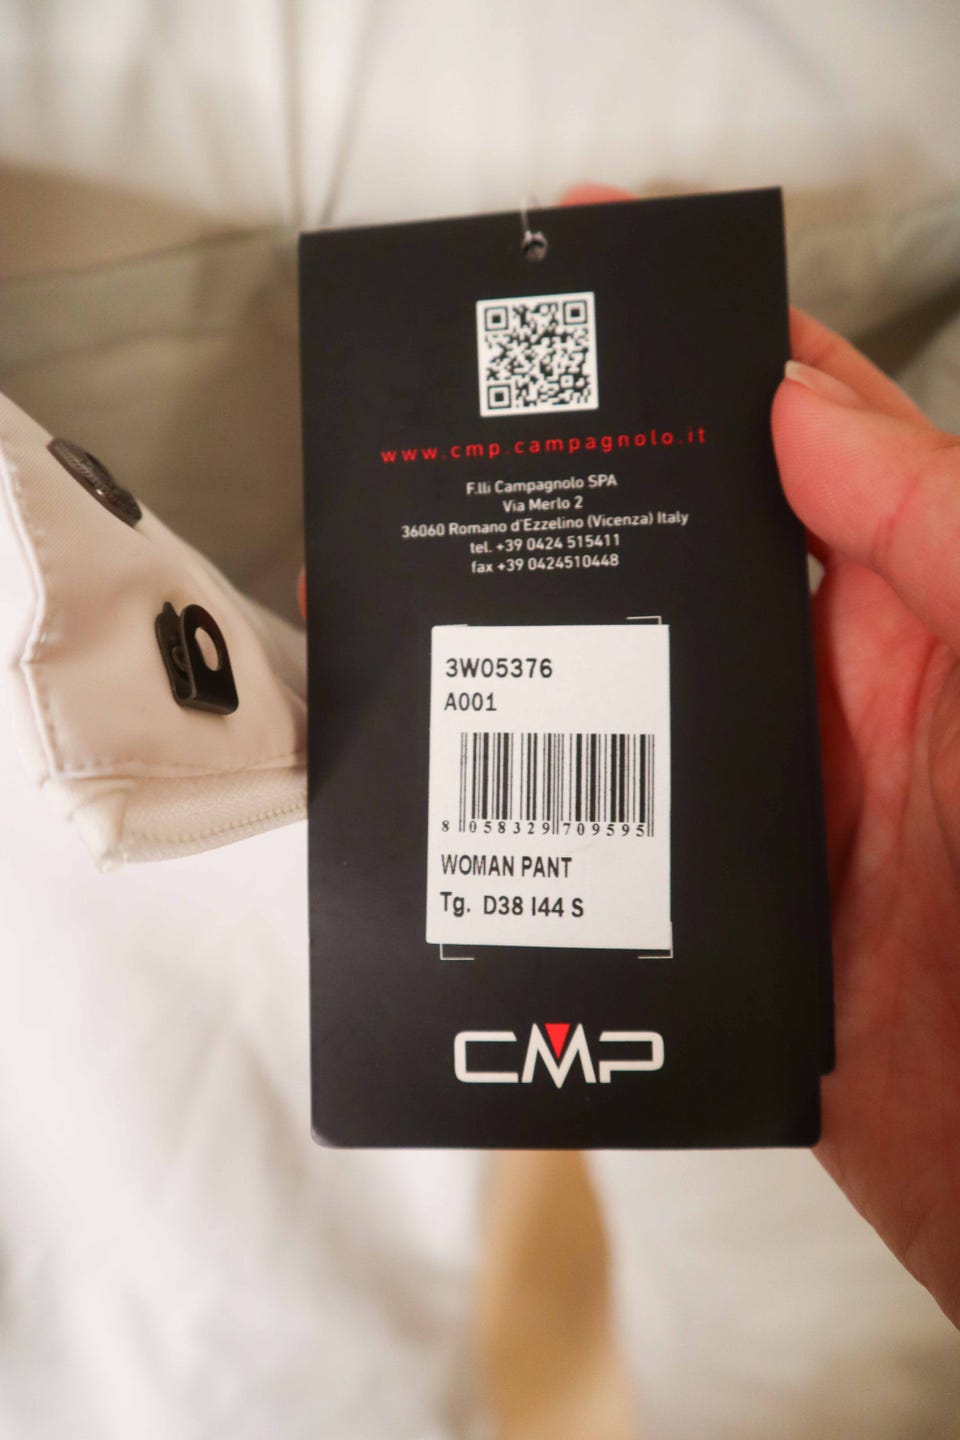 www.cmp.campagnolo.it
F.lli Campagnolo SPA
Via Merlo 2
36060 Romano d'Ezzelino (Vicenza) Italy
tel. +39 0424 515411
fax +39 0424510448
3W05376
A001
8 058329 709595
WOMAN PANT
Tg. D38 I44 S
CMP